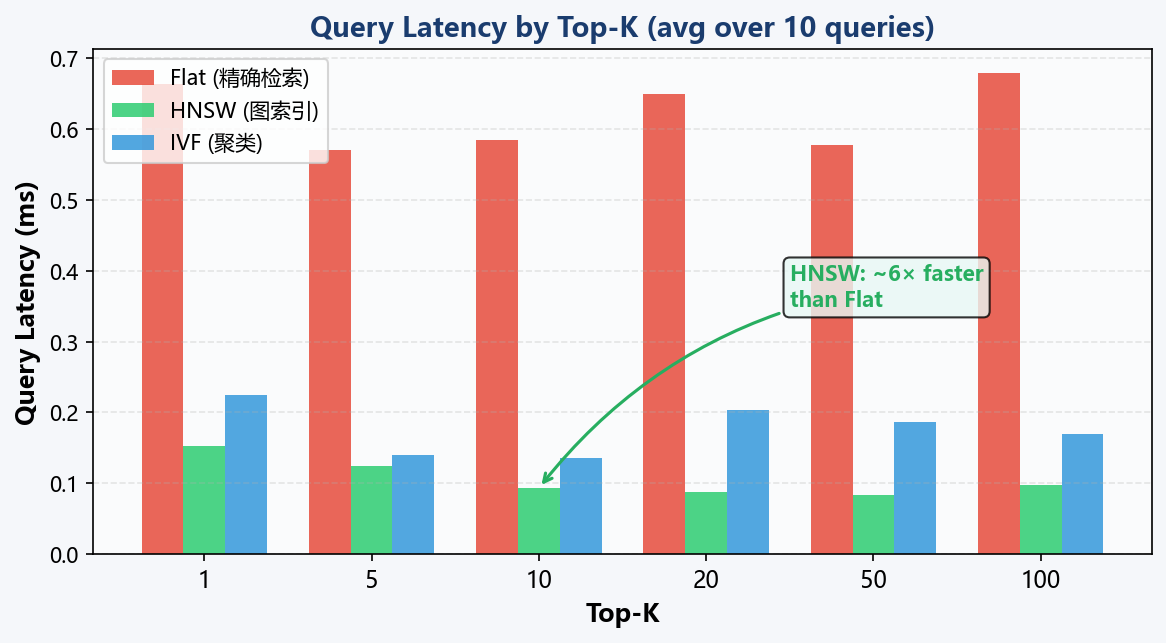 Query Latency by Top-K (avg over 10 queries)
Flat (精确检索)
HNSW (图索引)
IVF (聚类)
Query Latency (ms)
0.7
0.6
0.5
0.4
0.3
0.2
0.1
0.0
HNSW: ~6× faster
than Flat
1 5 10 20 50 100
Top-K